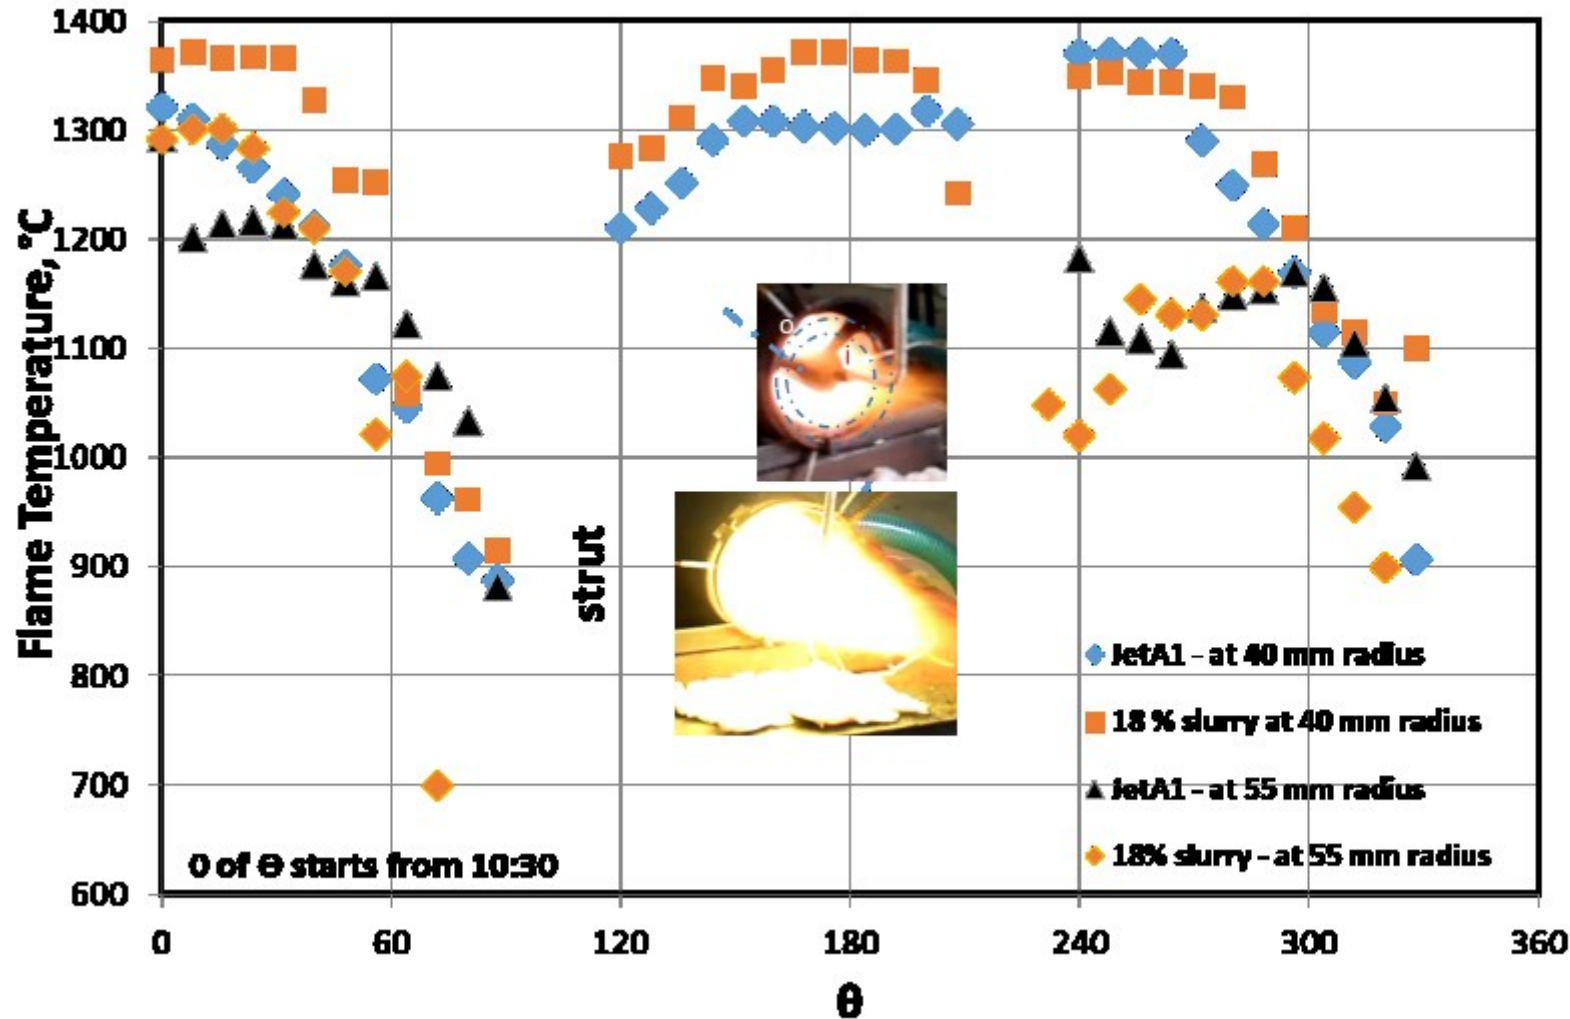 Flame Temperature, °C
1400
1300
1200
1100
1000
900
800
700
600
0
60
120
180
240
300
360
θ
strut
O
i
JetA1 - at 40 mm radius
18 % slurry at 40 mm radius
JetA1 - at 55 mm radius
18% slurry - at 55 mm radius
0 of Θ starts from 10:30